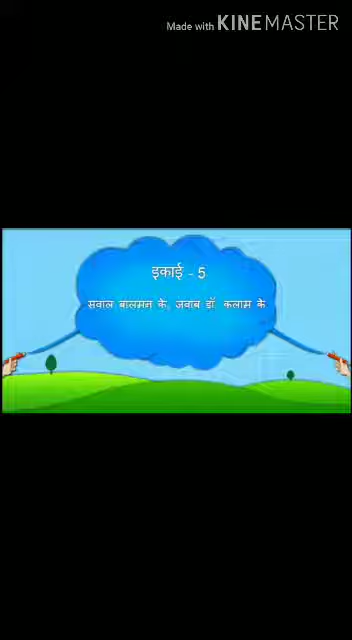 Made with KINEMASTER
इकाई - 5
सवाल बालमन के, जवाब डॉ. कलाम के